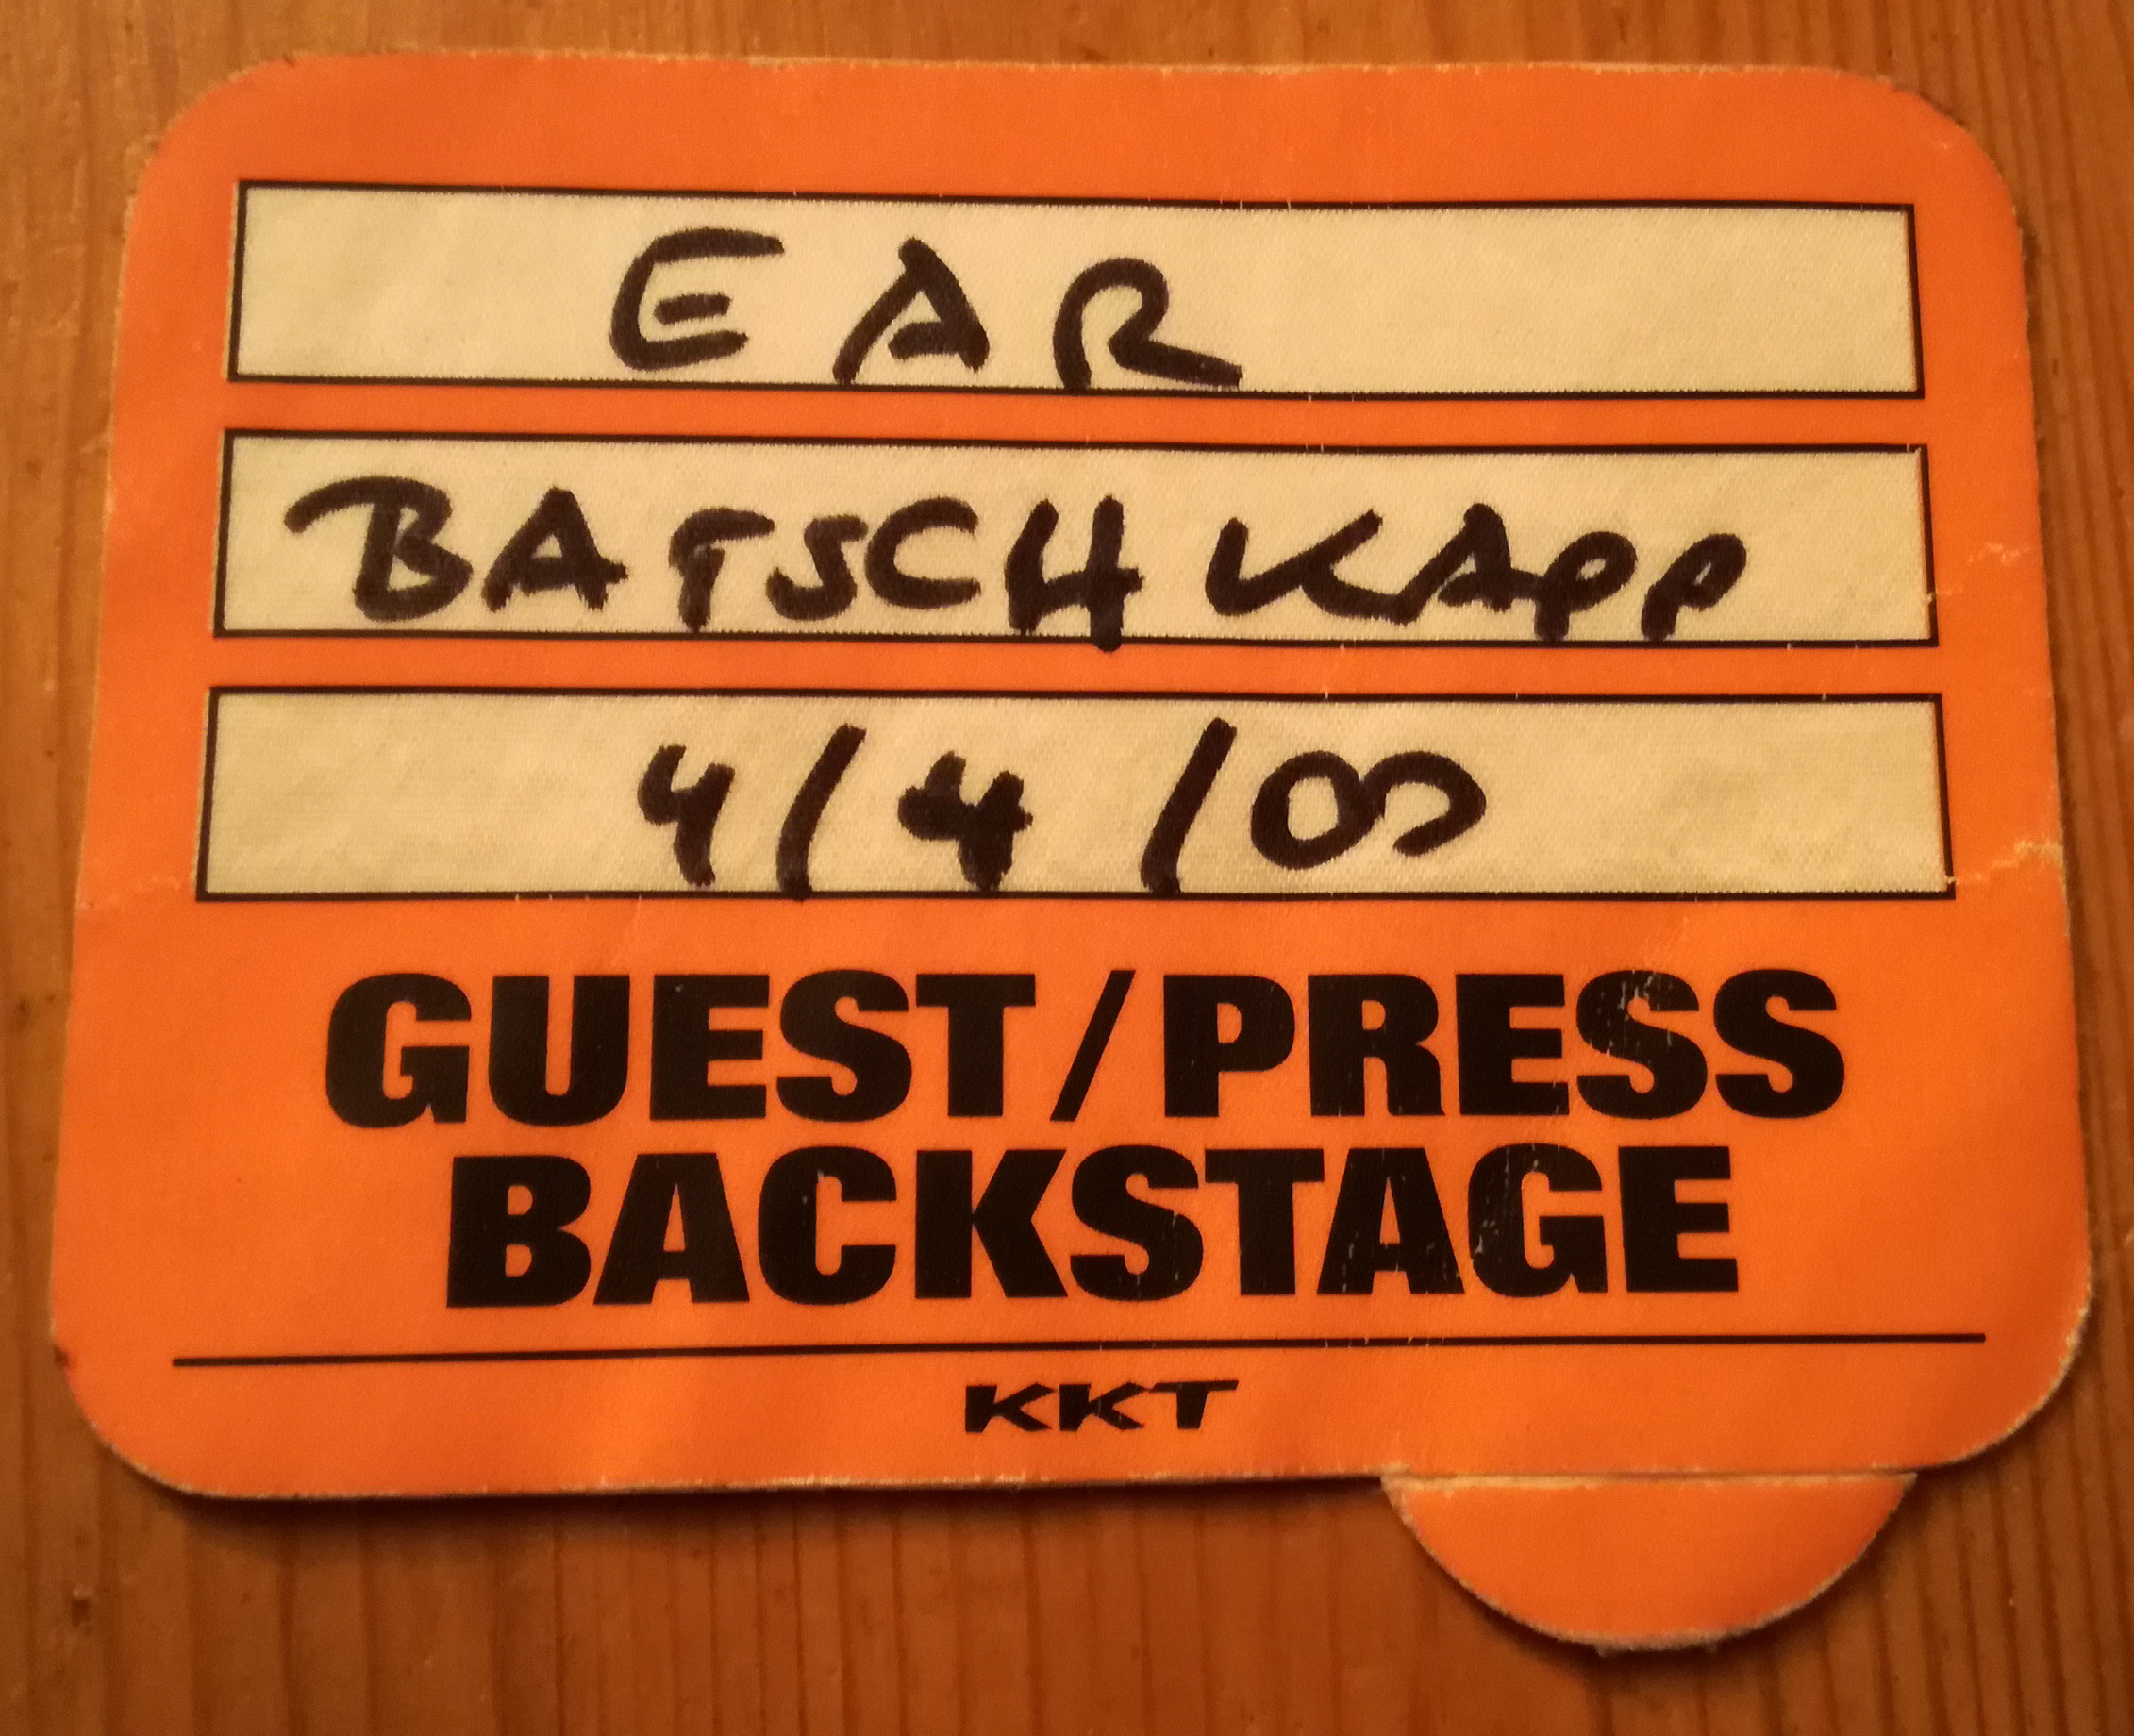 EAR
BATSCHKAPP
4/4/00
GUEST/PRESS
BACKSTAGE
KKT